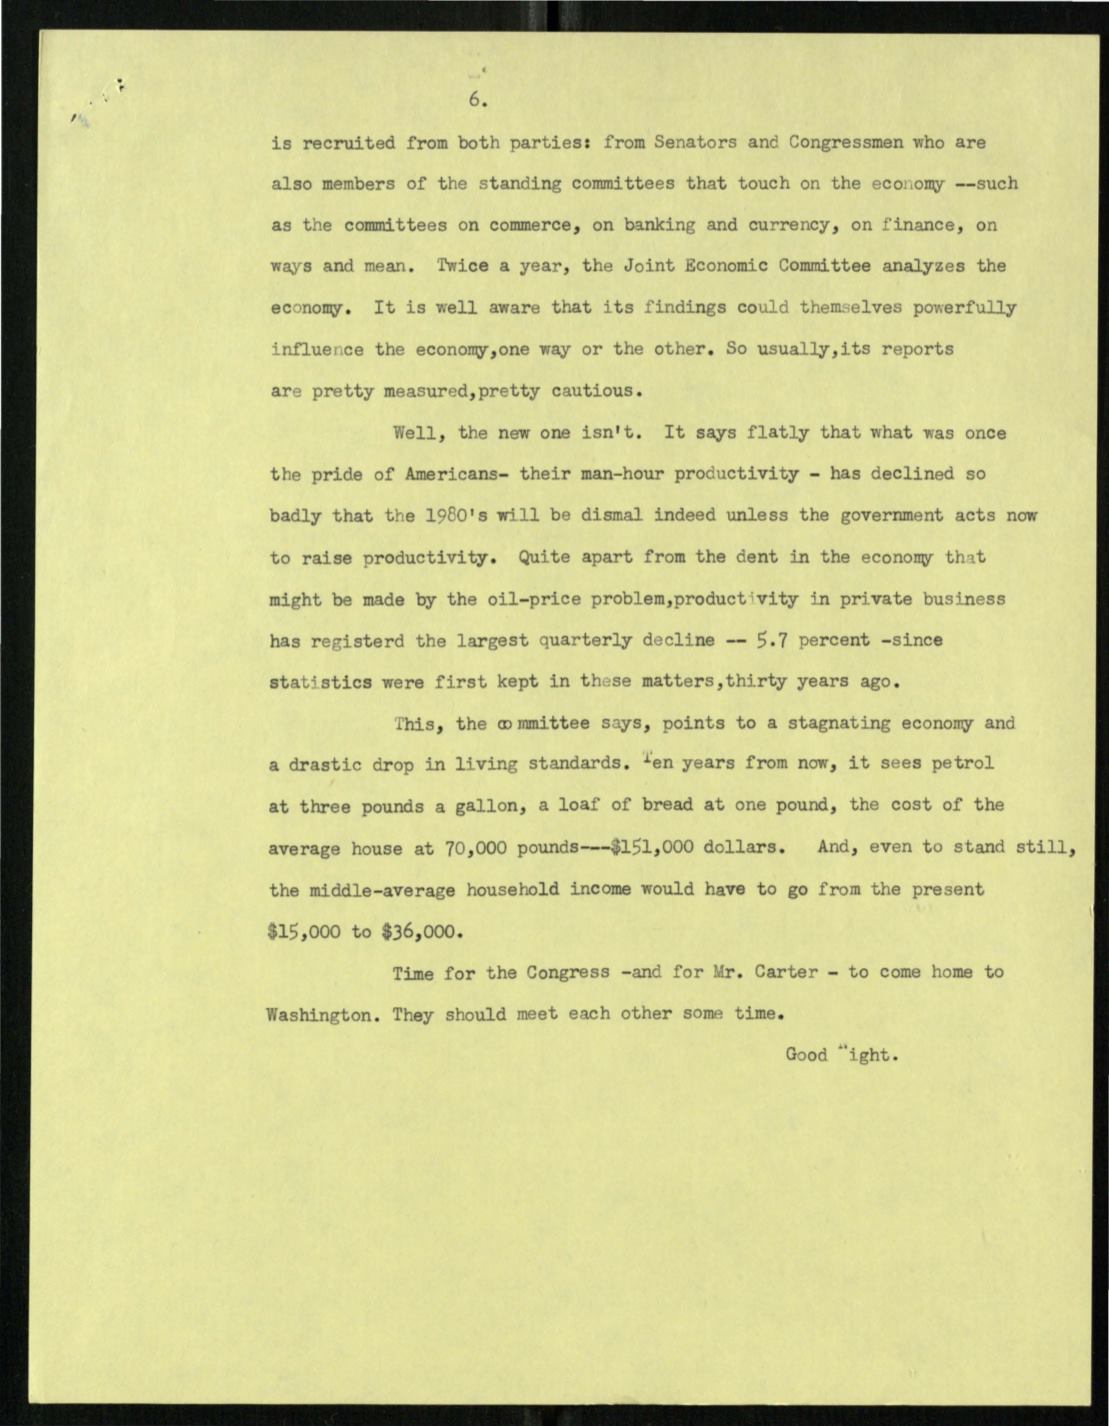 6.
is recruited from both parties: from Senators and Congressmen who are
also members of the standing committees that touch on the economy --such
as the committees on commerce, on banking and currency, on finance, on
ways and mean. Twice a year, the Joint Economic Committee analyzes the
economy. It is well aware that its findings could themselves powerfully
influence the economy,one way or the other. So usually,its reports
are pretty measured,pretty cautious.
Well, the new one isn't. It says flatly that what was once
the pride of Americans- their man-hour productivity - has declined so
badly that the 1980's will be dismal indeed unless the government acts now
to raise productivity. Quite apart from the dent in the economy that
might be made by the oil-price problem,productivity in private business
has registerd the largest quarterly decline -- 5.7 percent -since
statistics were first kept in these matters,thirty years ago.
This, the committee says, points to a stagnating economy and
a drastic drop in living standards. Ten years from now, it sees petrol
at three pounds a gallon, a loaf of bread at one pound, the cost of the
average house at 70,000 pounds---$151,000 dollars. And, even to stand still,
the middle-average household income would have to go from the present
$15,000 to $36,000.
Time for the Congress -and for Mr. Carter - to come home to
Washington. They should meet each other some time.
Good Night.